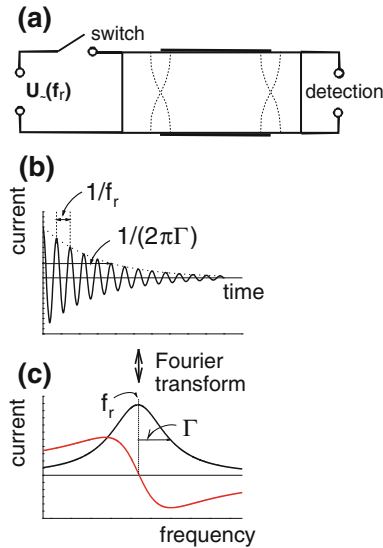 (a)
switch
U~(fr)
detection
(b)
current
1/fr
1/(2πΓ)
time
Fourier
transform
(c)
current
fr
Γ
frequency